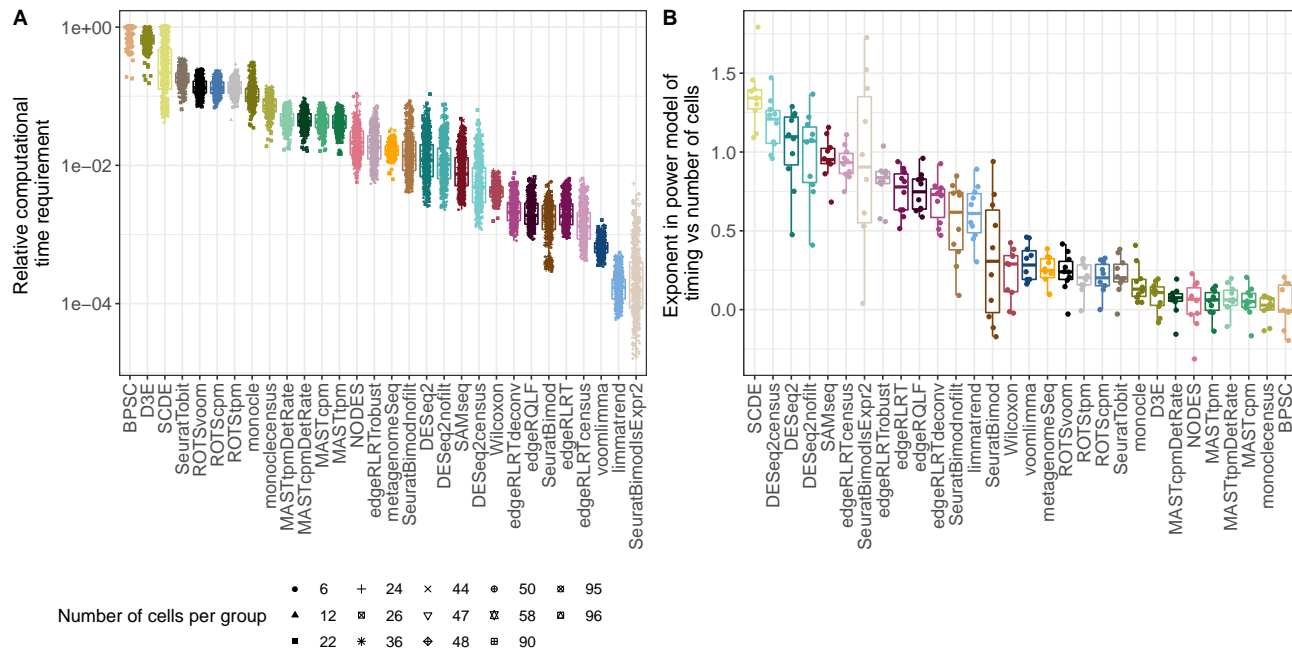 A
Relative computational
time requirement
1e+00
1e−02
1e−04
BPSC
D3E
SCDE
SeuratTobit
ROTSvoom
ROTScpm
ROTStpm
monocle
monoclecensus
MASTtpmDetRate
MASTcpmDetRate
MASTcpm
MASTtpm
NODES
edgeRLRTrobust
metagenomeSeq
SeuratBimodnofilt
DESeq2
DESeq2nofilt
SAMseq
DESeq2census
Wilcoxon
edgeRLRTdeconv
edgeRQLF
SeuratBimod
edgeRLRT
edgeRLRTcensus
voomlimma
limmatrend
SeuratBimodIsExpr2
B
Exponent in power model of
timing vs number of cells
1.5
1.0
0.5
0.0
SCDE
DESeq2census
DESeq2
DESeq2nofilt
SAMseq
edgeRLRTcensus
SeuratBimodIsExpr2
edgeRLRTrobust
edgeRLRT
edgeRQLF
edgeRLRTdeconv
SeuratBimodnofilt
limmatrend
SeuratBimod
Wilcoxon
voomlimma
metagenomeSeq
ROTSvoom
ROTStpm
ROTScpm
SeuratTobit
monocle
D3E
MASTcpmDetRate
NODES
MASTtpm
MASTtpmDetRate
MASTcpm
monoclecensus
BPSC
Number of cells per group
6 24 44 50 95
12 26 47 58 96
22 36 48 90